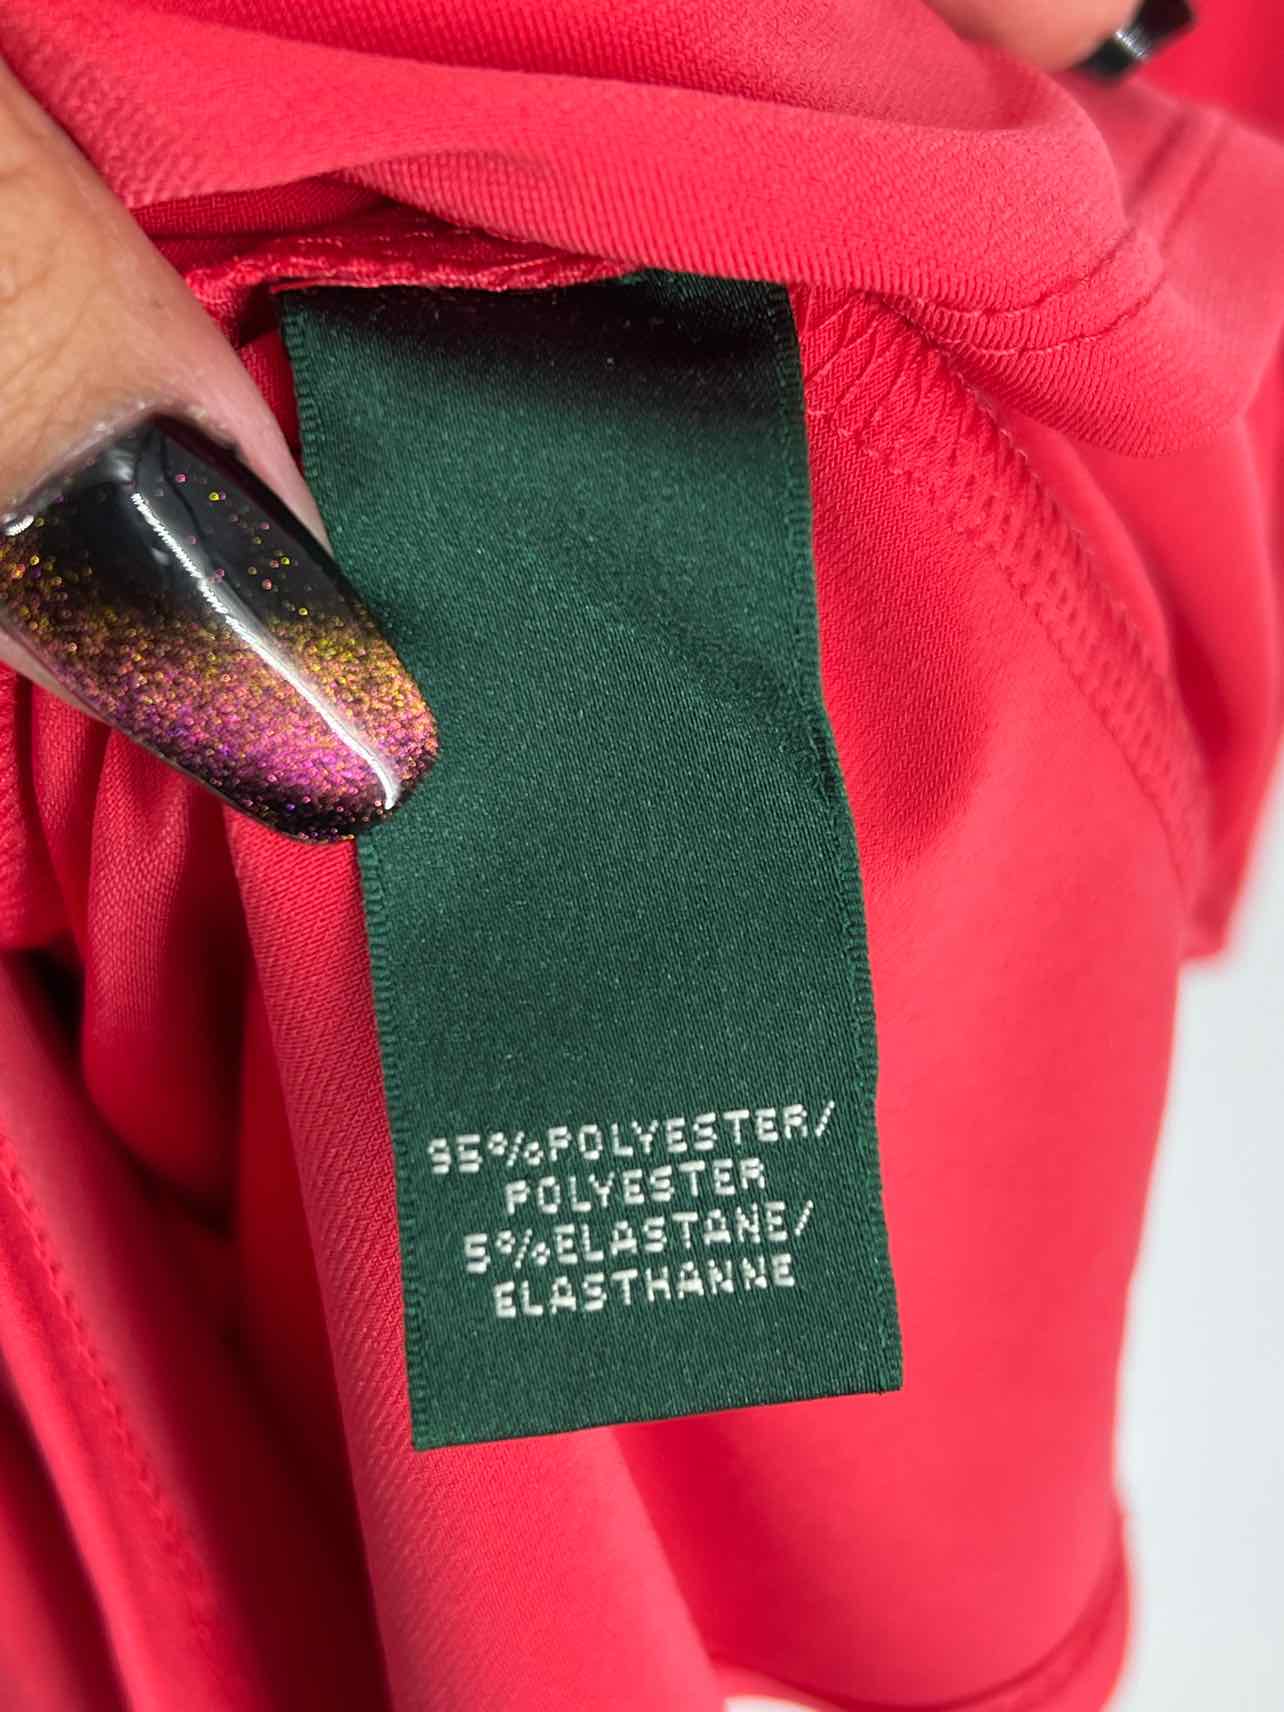 95%POLYESTER/
POLYESTER
5%ELASTANE/
ELASTHANNE